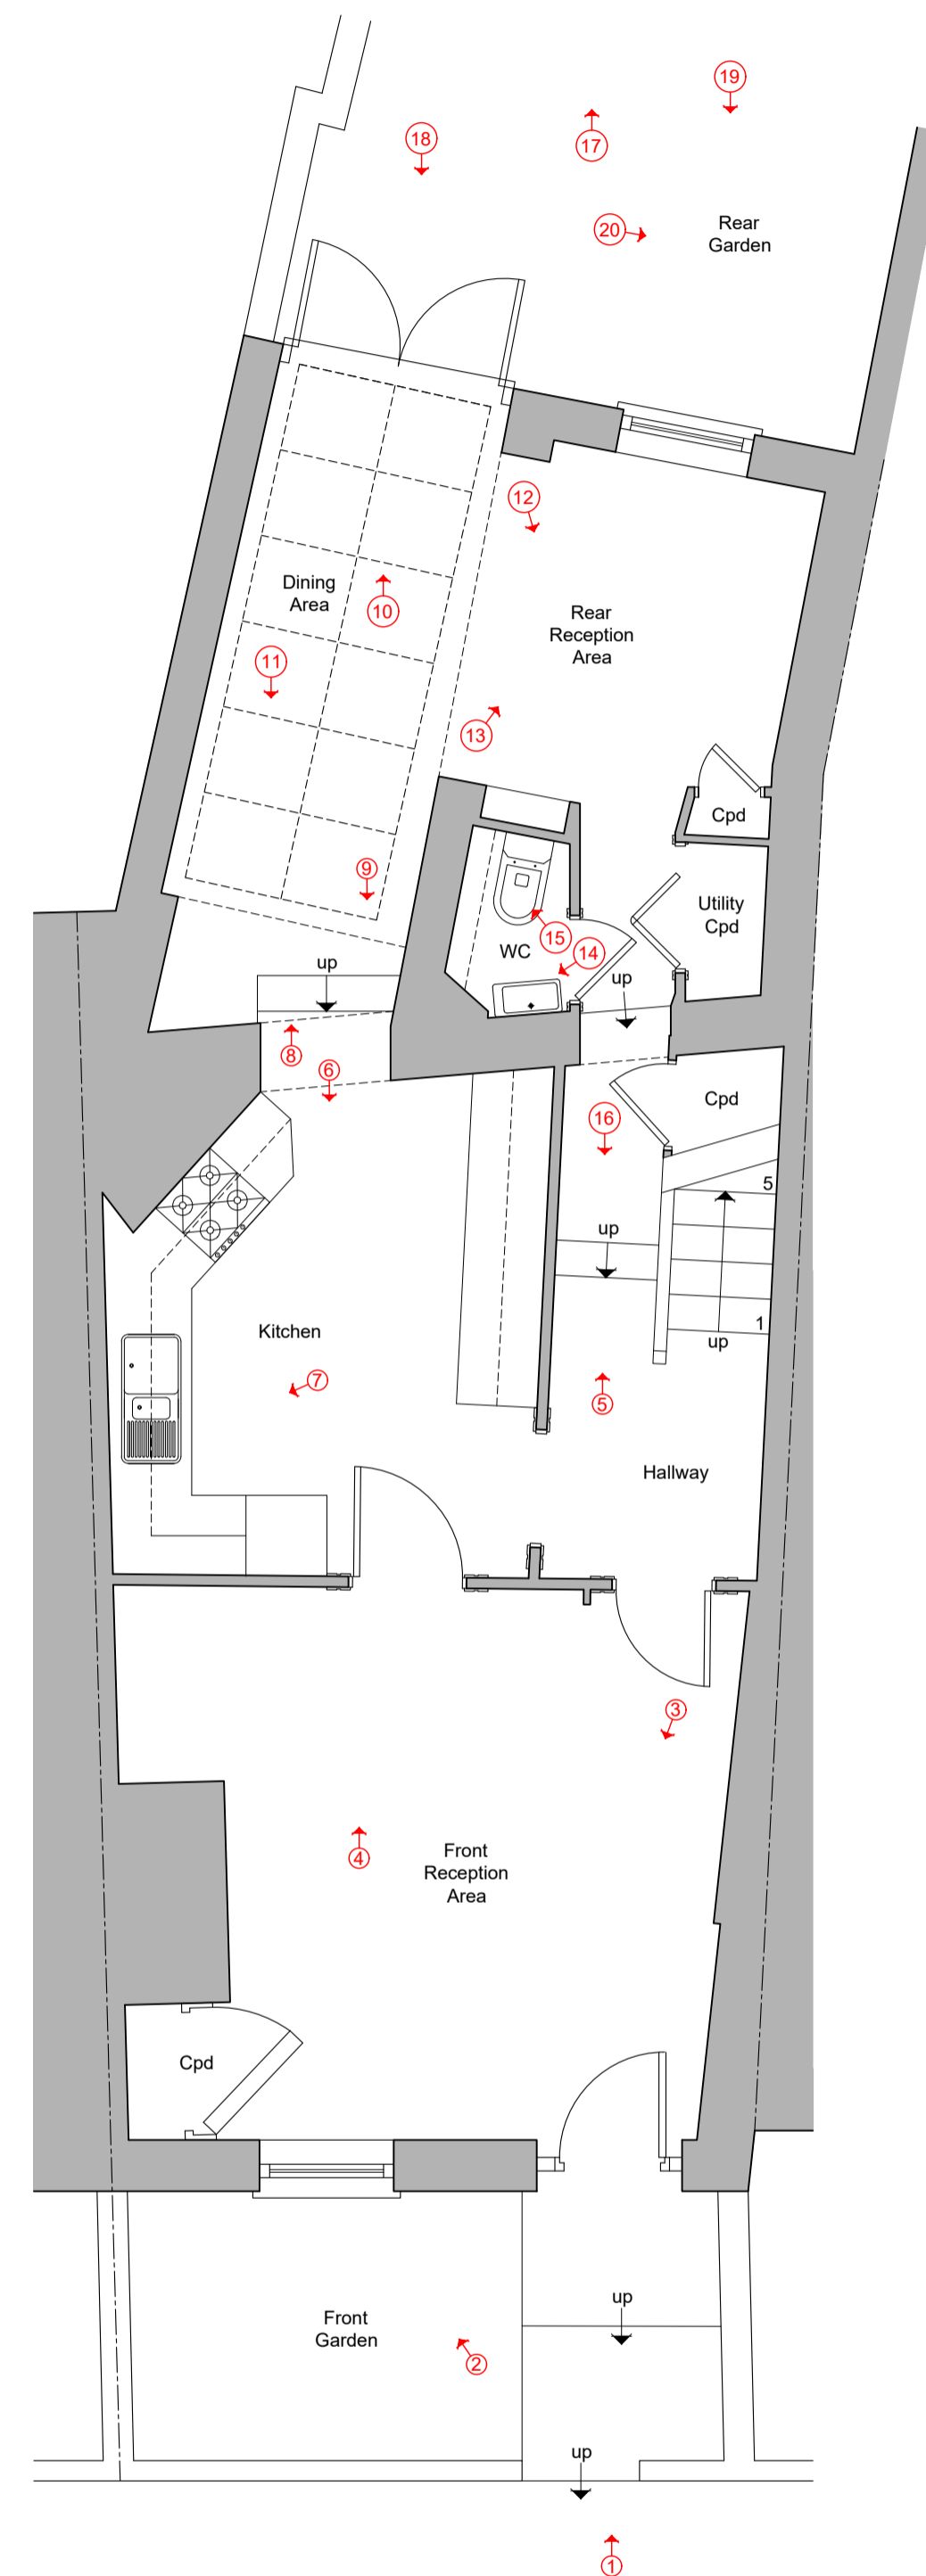 19
18
17
20
Rear
Garden
12
Dining
Area
10
Rear
Reception
Area
11
13
Cpd
9
Utility
Cpd
15
WC
14
up
up
8
6
Cpd
16
5
up
1
up
Kitchen
7
5
Hallway
3
4
Front
Reception
Area
Cpd
up
Front
Garden
2
up
1